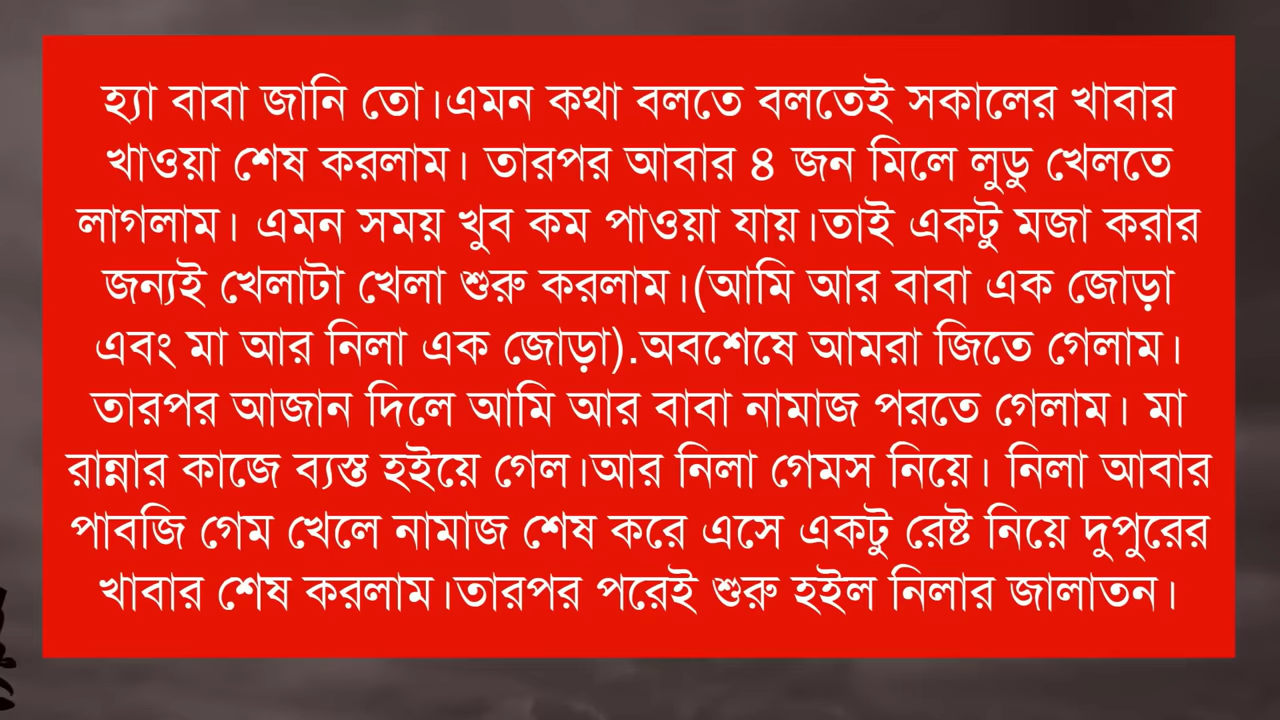 হ্যা বাবা জানি তো।এমন কথা বলতে বলতেই সকালের খাবার
খাওয়া শেষ করলাম। তারপর আবার ৪ জন মিলে লুডু খেলতে
লাগলাম। এমন সময় খুব কম পাওয়া যায়।তাই একটু মজা করার
জন্যই খেলাটা খেলা শুরু করলাম।(আমি আর বাবা এক জোড়া
এবং মা আর নিলা এক জোড়া).অবশেষে আমরা জিতে গেলাম।
তারপর আজান দিলে আমি আর বাবা নামাজ পরতে গেলাম। মা
রান্নার কাজে ব্যস্ত হইয়ে গেল।আর নিলা গেমস নিয়ে। নিলা আবার
পাবজি গেম খেলে নামাজ শেষ করে এসে একটু রেষ্ট নিয়ে দুপুরের
খাবার শেষ করলাম।তারপর পরেই শুরু হইল নিলার জালাতন।